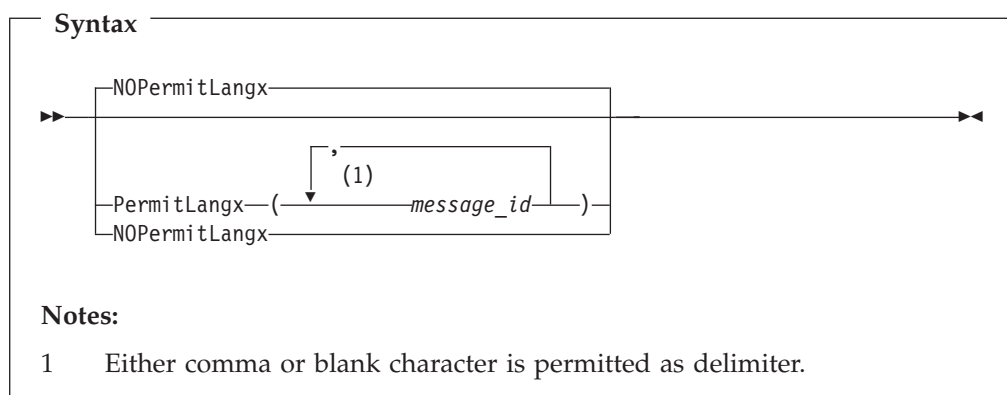 Syntax
NOPermitLangx
,
(1)
PermitLangx ( message_id )
NOPermitLangx
Notes:
1 Either comma or blank character is permitted as delimiter.